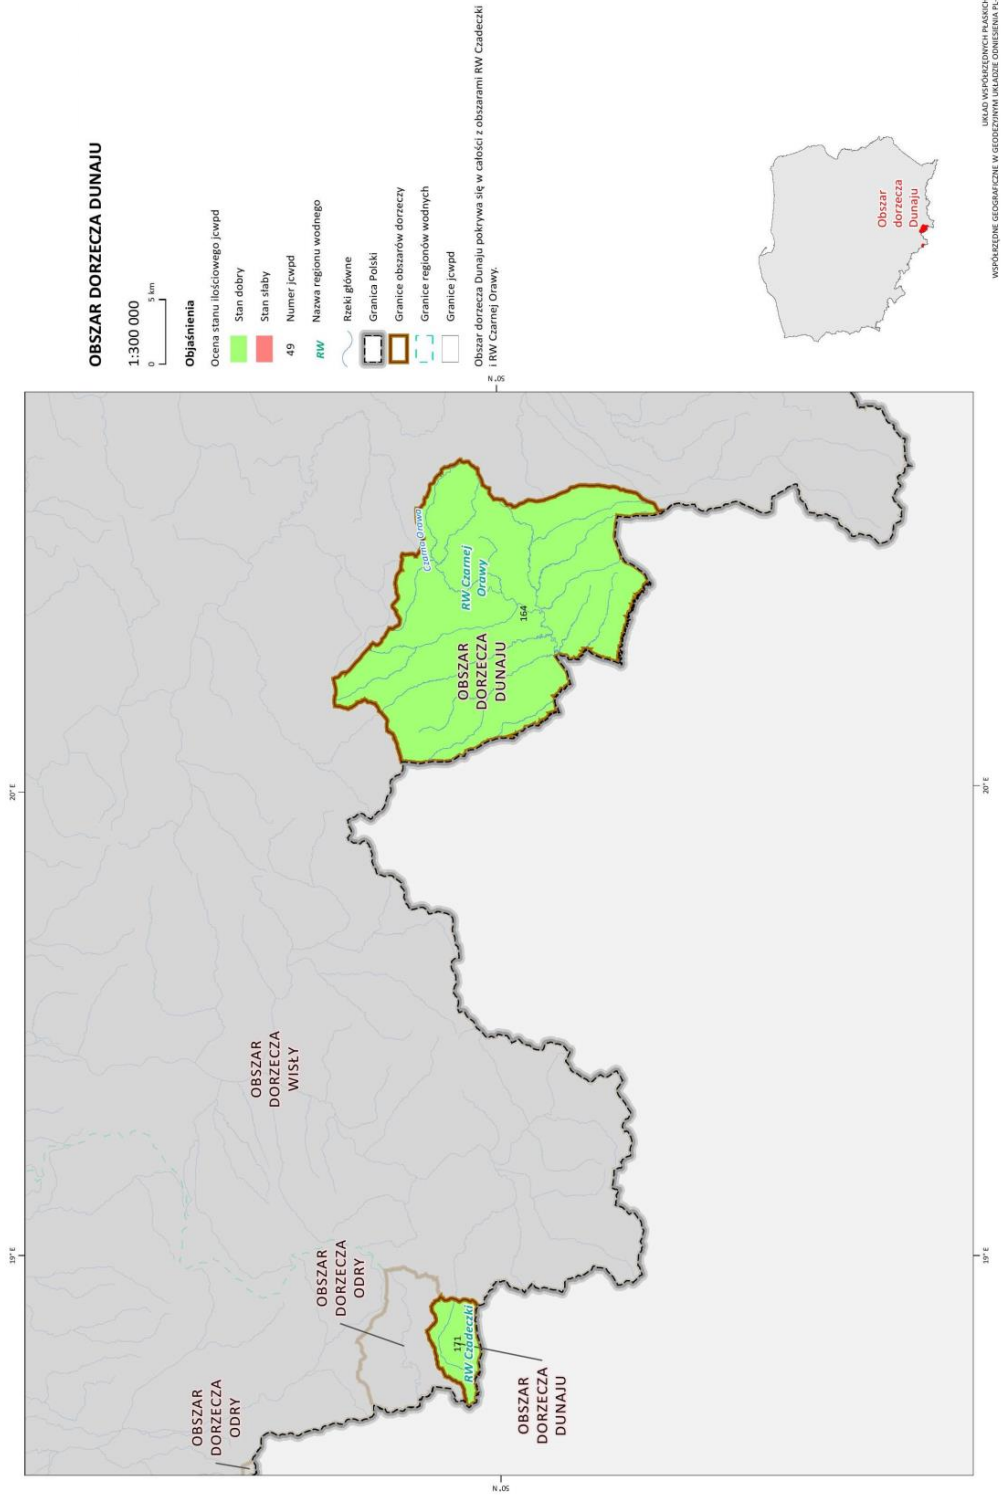 OBSZAR DORZECZA DUNAJU
1:300 000
0 5 km
Objaśnienia
Ocena stanu ilościowego jcwpd
Stan dobry
Stan słaby
49 Numer jcwpd
RW Nazwa regionu wodnego
Rzeki główne
Granica Polski
Granice obszarów dorzeczy
Granice regionów wodnych
Granice jcwpd
Obszar dorzecza Dunaju pokrywa się w całości z obszarami RW Czadeczki
i RW Czarnej Orawy.
Obszar
dorzecza
Dunaju
UKŁAD WSPÓŁRZĘDNYCH PŁASKICH
WSPÓŁRZĘDNE GEOGRAFICZNE W GEODEZYJNYM UKŁADZIE ODNIESIENIA PL-
19° E
20° E
OBSZAR
DORZECZA
ODRY
OBSZAR
DORZECZA
ODRY
OBSZAR
DORZECZA
WISŁY
Czarna Orawa
RW Czarnej
Orawy
OBSZAR
DORZECZA
DUNAJU
164
171
RW Czadeczki
OBSZAR
DORZECZA
DUNAJU
50° N
50° N
19° E
20° E